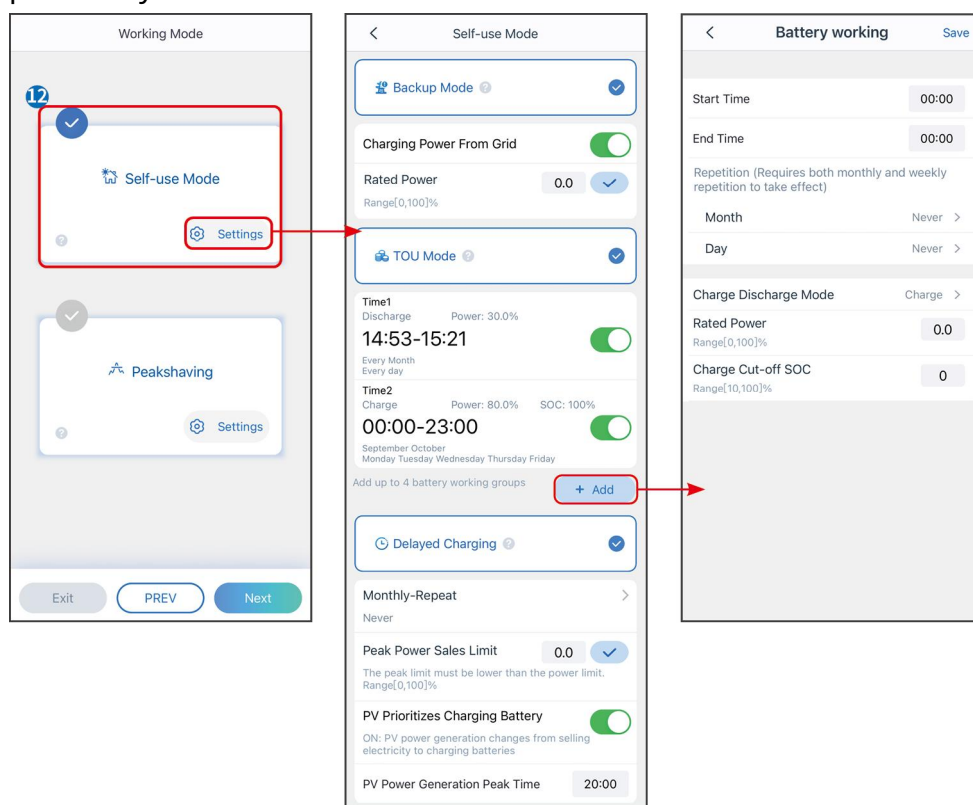 Working Mode
12
Self-use Mode
Settings
Peakshaving
Settings
Exit
PREV
Next
Self-use Mode
Backup Mode
Charging Power From Grid
Rated Power
0.0
Range[0,100]%
TOU Mode
Time1
Discharge Power: 30.0%
14:53-15:21
Every Month
Every day
Time2
Charge Power: 80.0% SOC: 100%
00:00-23:00
September October
Monday Tuesday Wednesday Thursday Friday
Add up to 4 battery working groups
+ Add
Delayed Charging
Monthly-Repeat
Never
Peak Power Sales Limit
0.0
The peak limit must be lower than the power limit.
Range[0,100]%
PV Prioritizes Charging Battery
ON: PV power generation changes from selling
electricity to charging batteries
PV Power Generation Peak Time 20:00
Battery working Save
Start Time 00:00
End Time 00:00
Repetition (Requires both monthly and weekly
repetition to take effect)
Month Never
Day Never
Charge Discharge Mode Charge
Rated Power
0.0
Range[0,100]%
Charge Cut-off SOC
0
Range[10,100]%